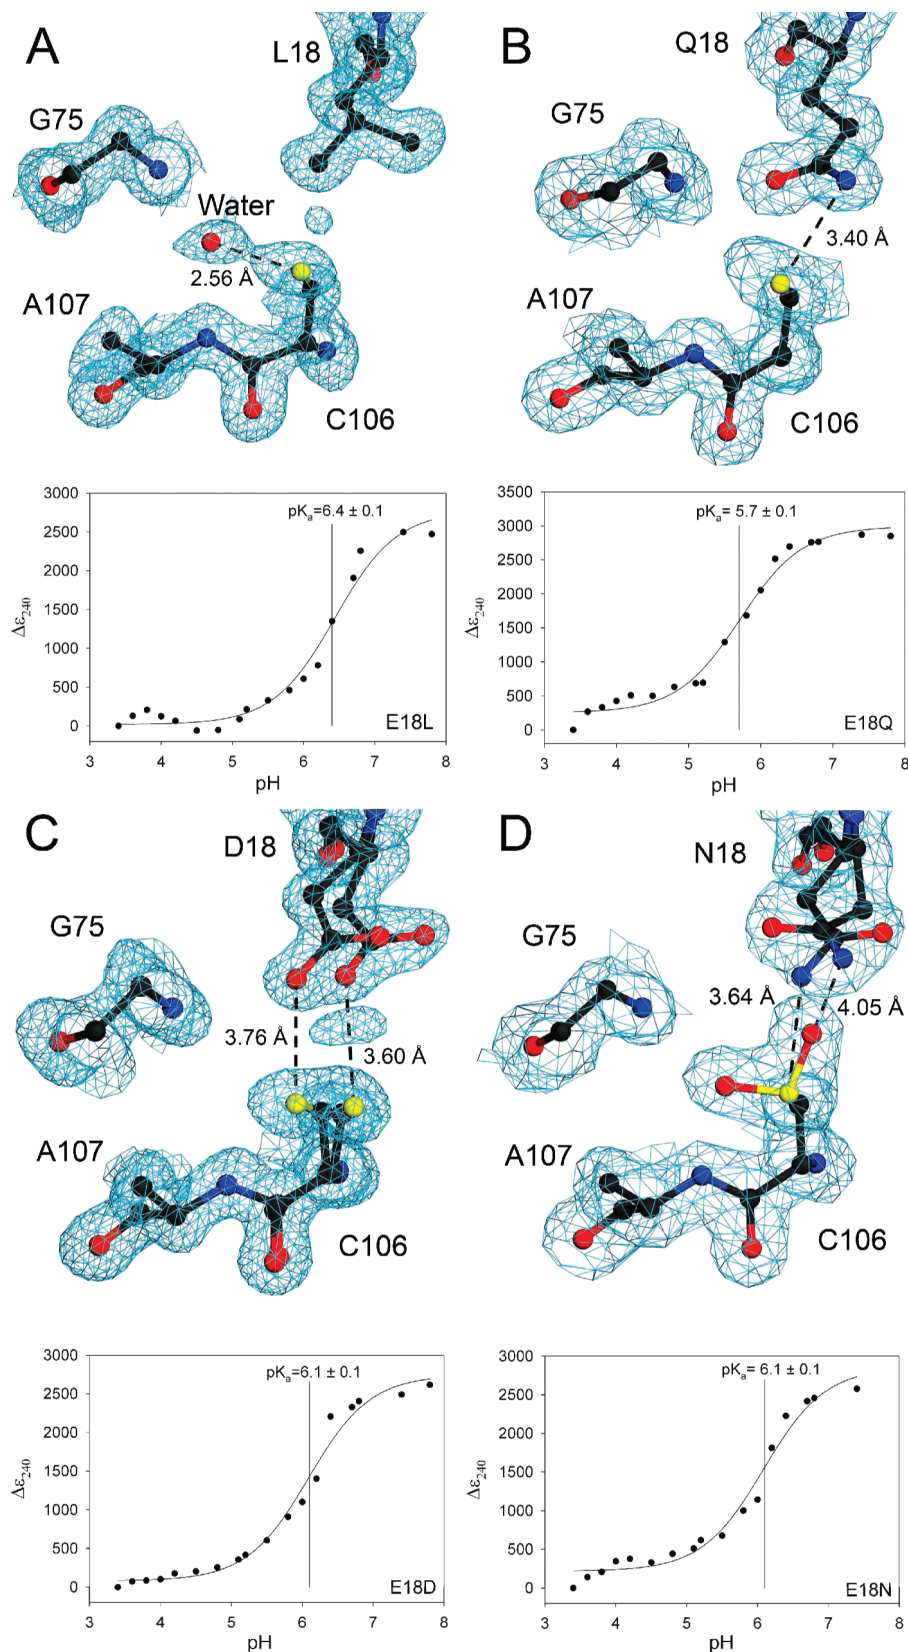 A
L18
G75
Water
2.56 Å
A107
C106
B
Q18
G75
3.40 Å
A107
C106
3000
2500
2000
1500
1000
500
0
Δε240
pKa=6.4 ± 0.1
E18L
3 4 5 6 7 8
pH
3500
3000
2500
2000
1500
1000
500
0
Δε240
pKa= 5.7 ± 0.1
E18Q
3 4 5 6 7 8
pH
C
D18
G75
3.76 Å
3.60 Å
A107
C106
D
N18
G75
3.64 Å
4.05 Å
A107
C106
3000
2500
2000
1500
1000
500
0
Δε240
pKa=6.1 ± 0.1
E18D
3 4 5 6 7 8
pH
3000
2500
2000
1500
1000
500
0
Δε240
pKa= 6.1 ± 0.1
E18N
3 4 5 6 7 8
pH